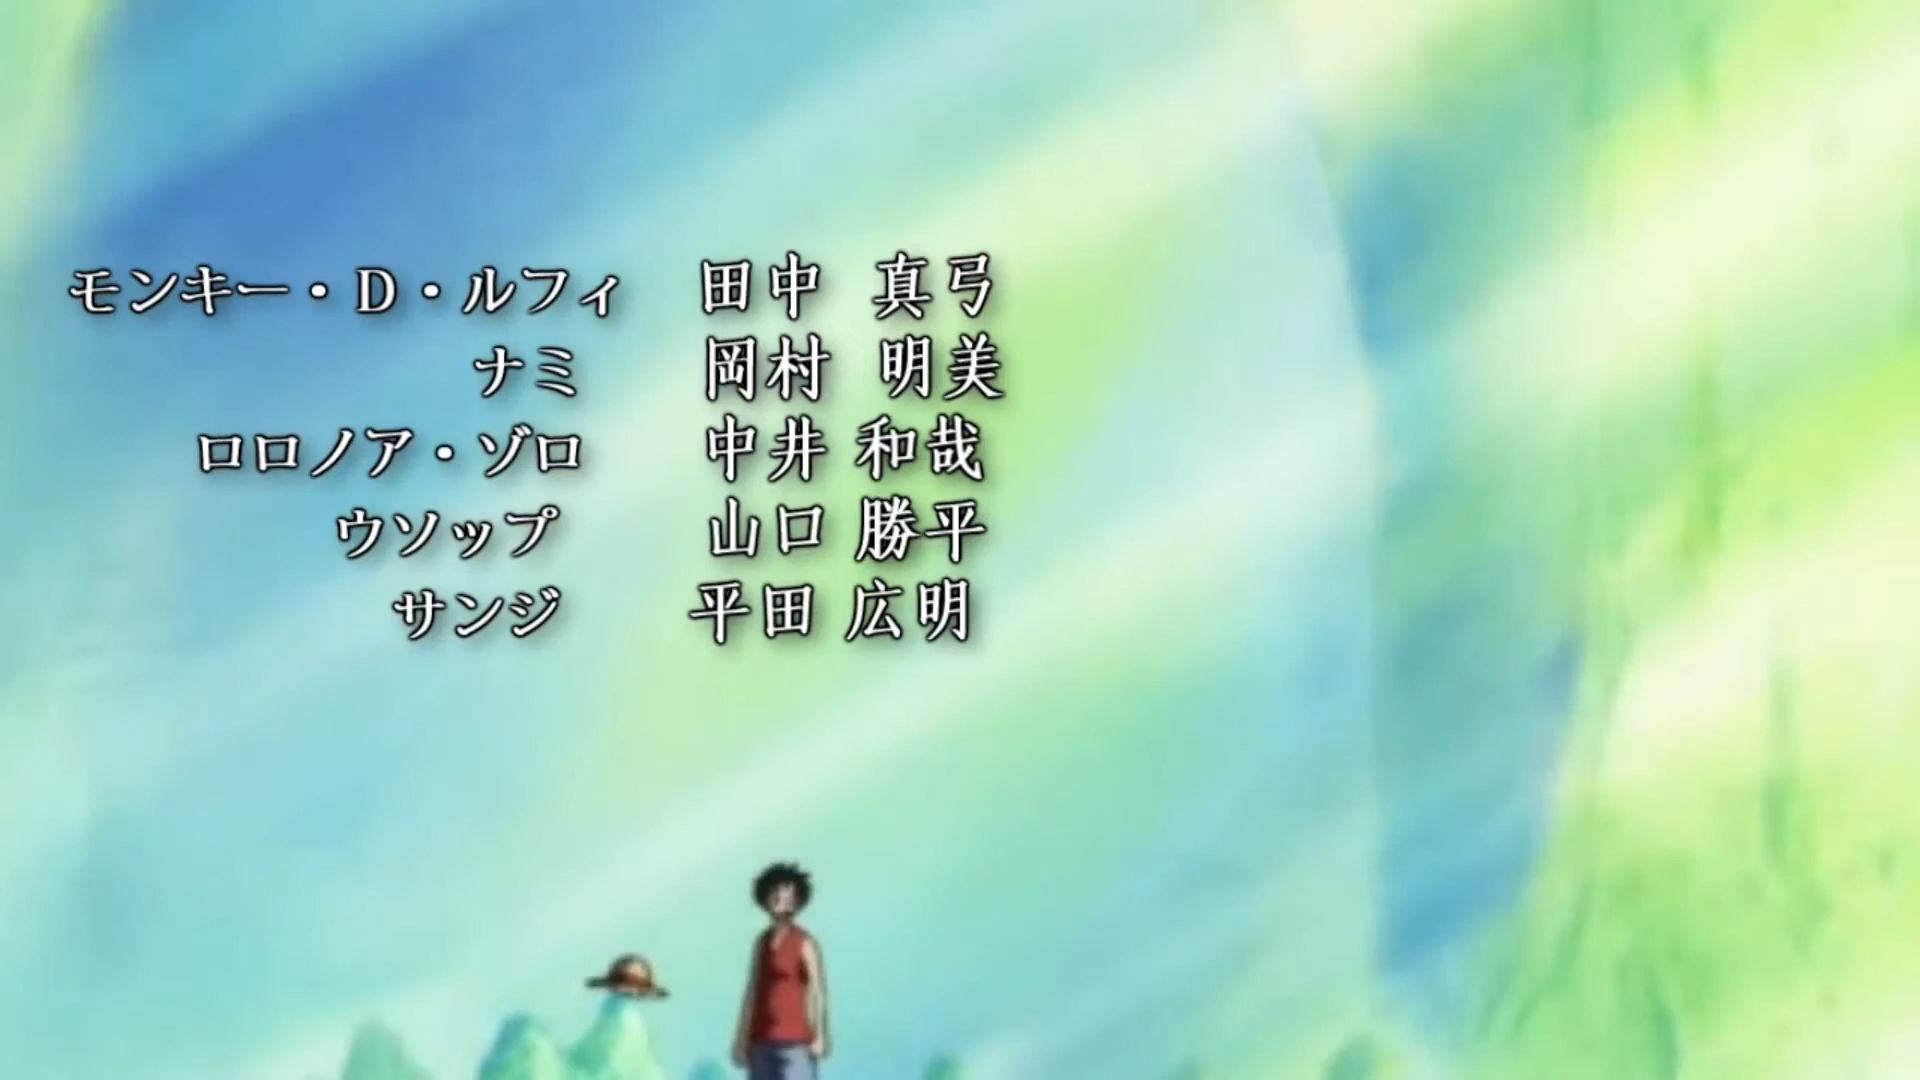 モンキー・D・ルフィ 田中 真弓
ナミ 岡村 明美
ロロノア・ゾロ 中井 和哉
ウソップ 山口 勝平
サンジ 平田 広明